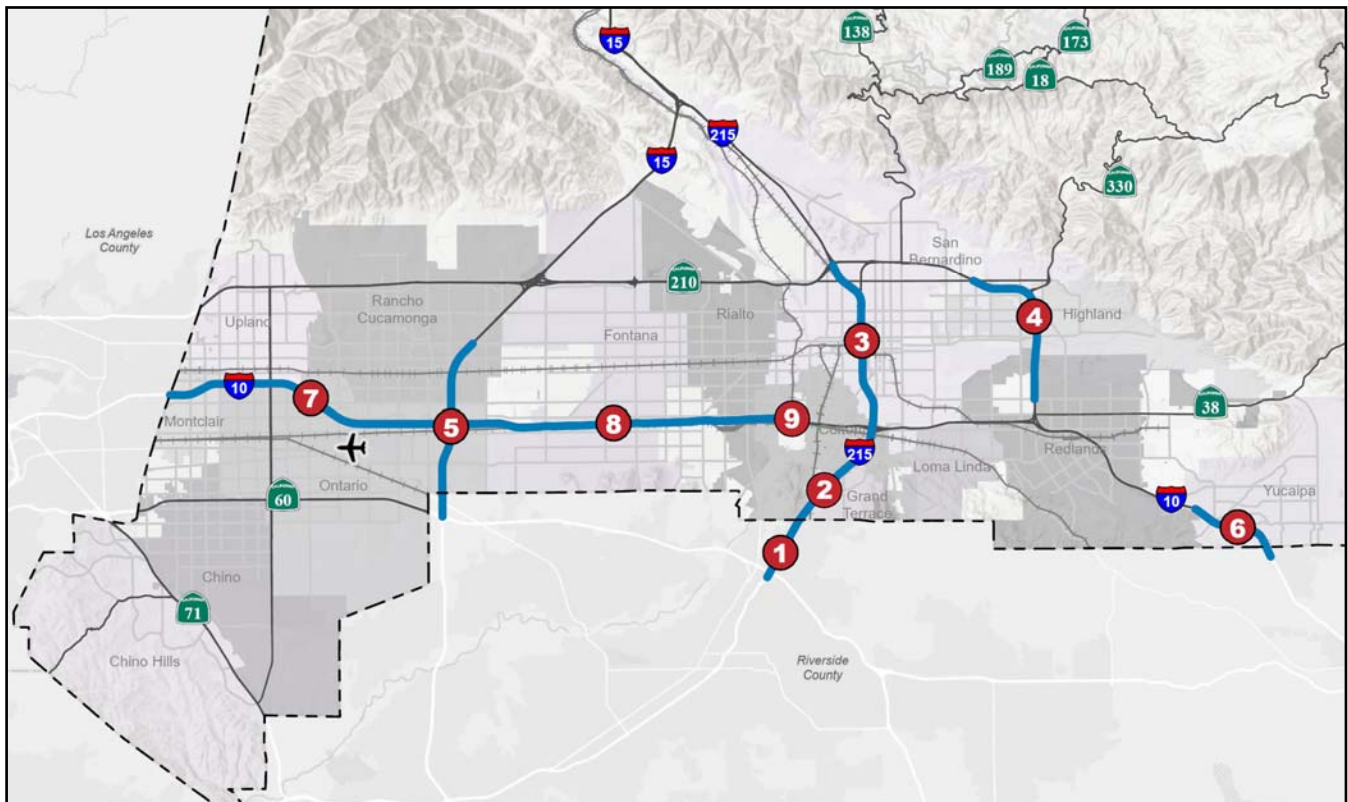 15
138
173
189
18
215
15
330
Los Angeles
County
San
Bernardino
210
Rancho
Cucamonga
Upland
Fontana
Rialto
Highland
4
3
10
7
38
Montclair
5
8
9
Colton
215
Redlands
Loma Linda
Ontario
60
2
Grand
Terrace
10
Yucaipa
6
1
Chino
71
Chino Hills
Riverside
County